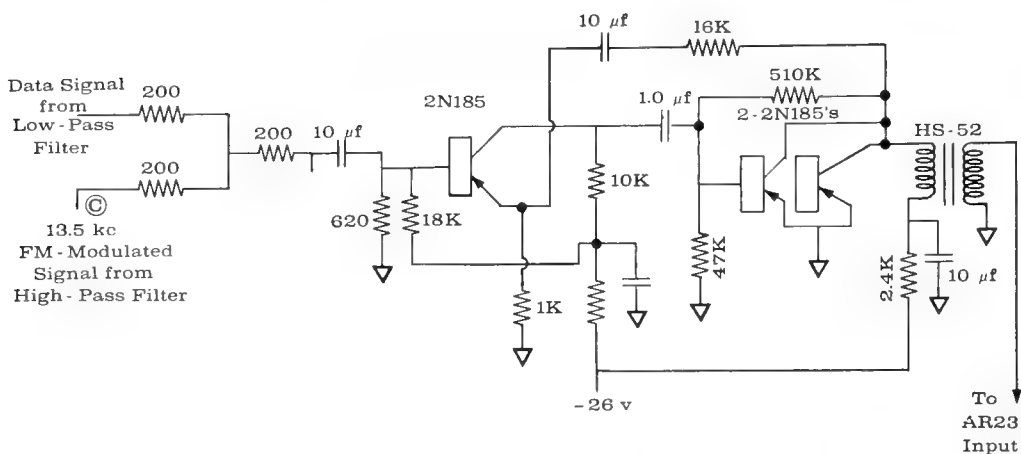 Data Signal
from
Low-Pass
Filter
200
200
200
©
13.5 kc
FM-Modulated
Signal from
High-Pass Filter
10 μf
620
18K
2N185
1K
10K
-26 v
10 μf
16K
1.0 μf
510K
2-2N185's
47K
HS-52
2.4K
10 μf
To
AR23
Input